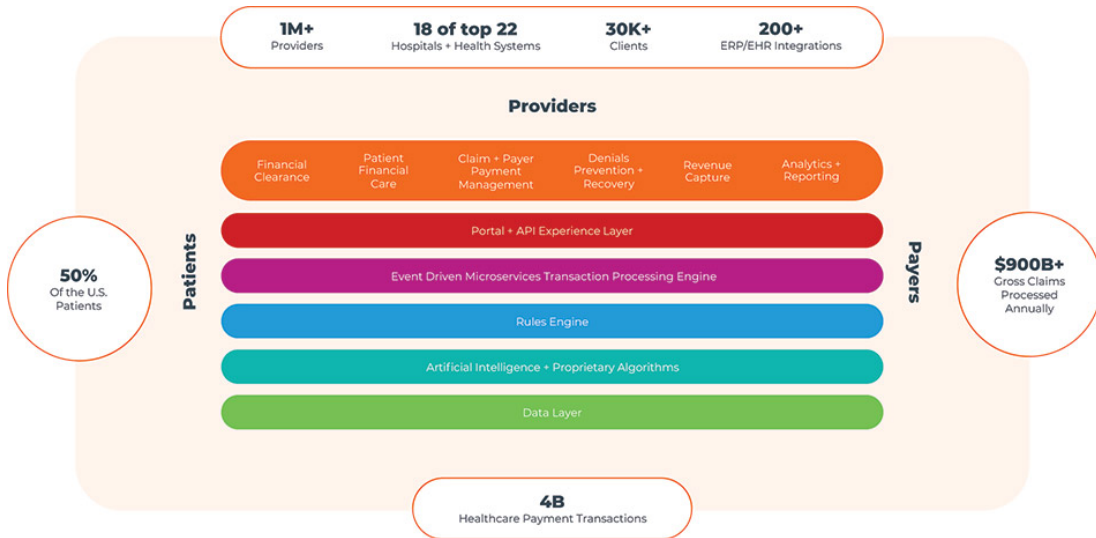 1M+
Providers
18 of top 22
Hospitals + Health Systems
30K+
Clients
200+
ERP/EHR Integrations
Providers
Financial
Clearance
Patient
Financial
Care
Claim + Payer
Payment
Management
Denials
Prevention +
Recovery
Revenue
Capture
Analytics +
Reporting
Portal + API Experience Layer
Event Driven Microservices Transaction Processing Engine
Rules Engine
Artificial Intelligence + Proprietary Algorithms
Data Layer
Patients
Payers
50%
Of the U.S.
Patients
$900B+
Gross Claims
Processed
Annually
4B
Healthcare Payment Transactions